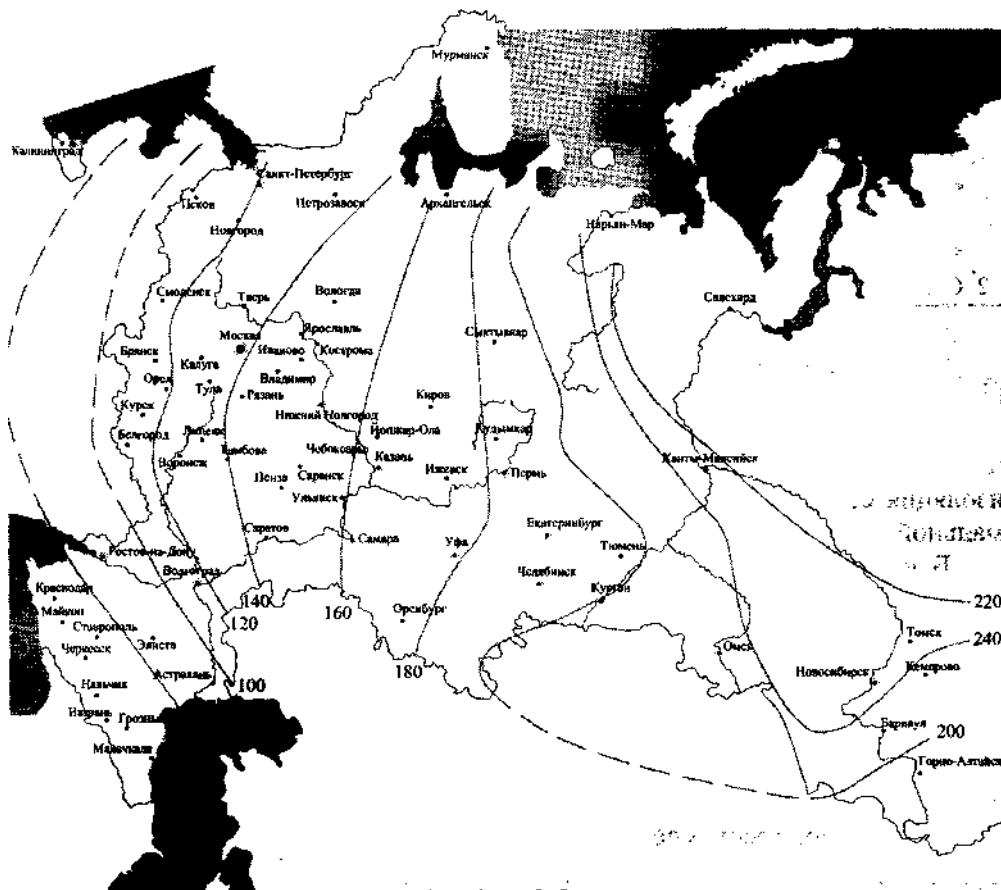 Мурманск
Калининград
Санкт-Петербург
Псков
Петрозаводск
Архангельск
Новгород
Нарьян-Мар
Смоленск
Тверь
Вологда
Салехард
Москва
Ярославль
Сыктывкар
Брянск
Калуга
Иваново
Кострома
Орел
Тула
Владимир
Рязань
Курск
Нижний Новгород
Киров
Белгород
Липецк
Йошкар-Ола
Кудымкар
Воронеж
Тамбов
Чебоксары
Казань
Ханты-Мансийск
Пенза
Саранск
Ижевск
Пермь
Ульянск
Саратов
Самара
Уфа
Екатеринбург
Ростов-на-Дону
Тюмень
Волгоград
Челябинск
Краснодар
140
Курган
220
Майкоп
120
160
Оренбург
Ставрополь
Томск
240
Черкесск
Элиста
180
Омск
Астрахань
100
Новосибирск
Кемерово
Нальчик
Назрань
Грозный
Барнаул
200
Махачкала
Горно-Алтайск